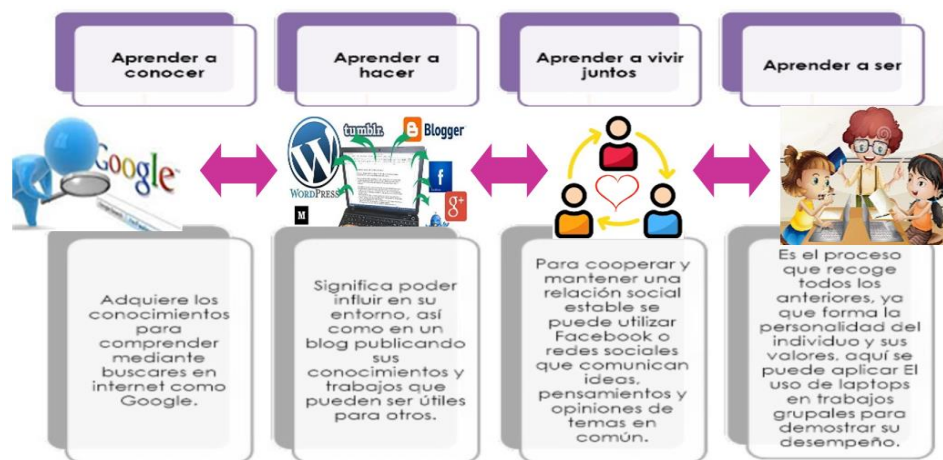 Aprender a
conocer
Aprender a
hacer
Aprender a vivir
juntos
Aprender a ser
Google
tumblr.
Blogger
WORDPRESS
W
f
g+
M
Adquiere los
conocimientos
para
comprender
mediante
buscares en
internet como
Google.
Significa poder
influir en su
entorno, así
como en un
blog publicando
sus
conocimientos y
trabajos que
pueden ser útiles
para otros.
Para cooperar y
mantener una
relación social
estable se
puede utilizar
Facebook o
redes sociales
que comunican
ideas,
pensamientos y
opiniones de
temas en
común.
Es el proceso
que recoge
todos los
anteriores, ya
que forma la
personalidad del
individuo y sus
valores, aquí se
puede aplicar El
uso de laptops
en trabajos
grupales para
demostrar su
desempeño.